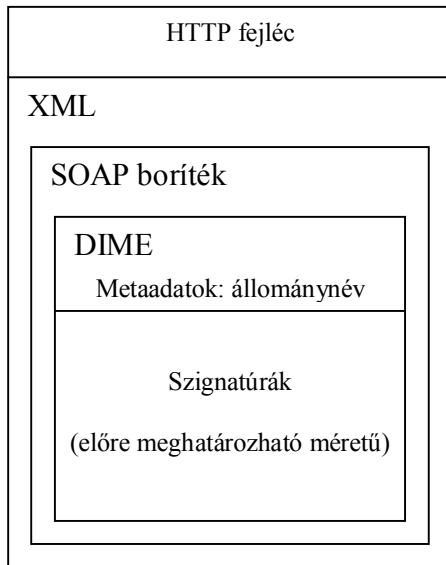 HTTP fejléc
XML
SOAP boríték
DIME
Metaadatok: állománynév
Szignatúrák
(előre meghatározható méretű)